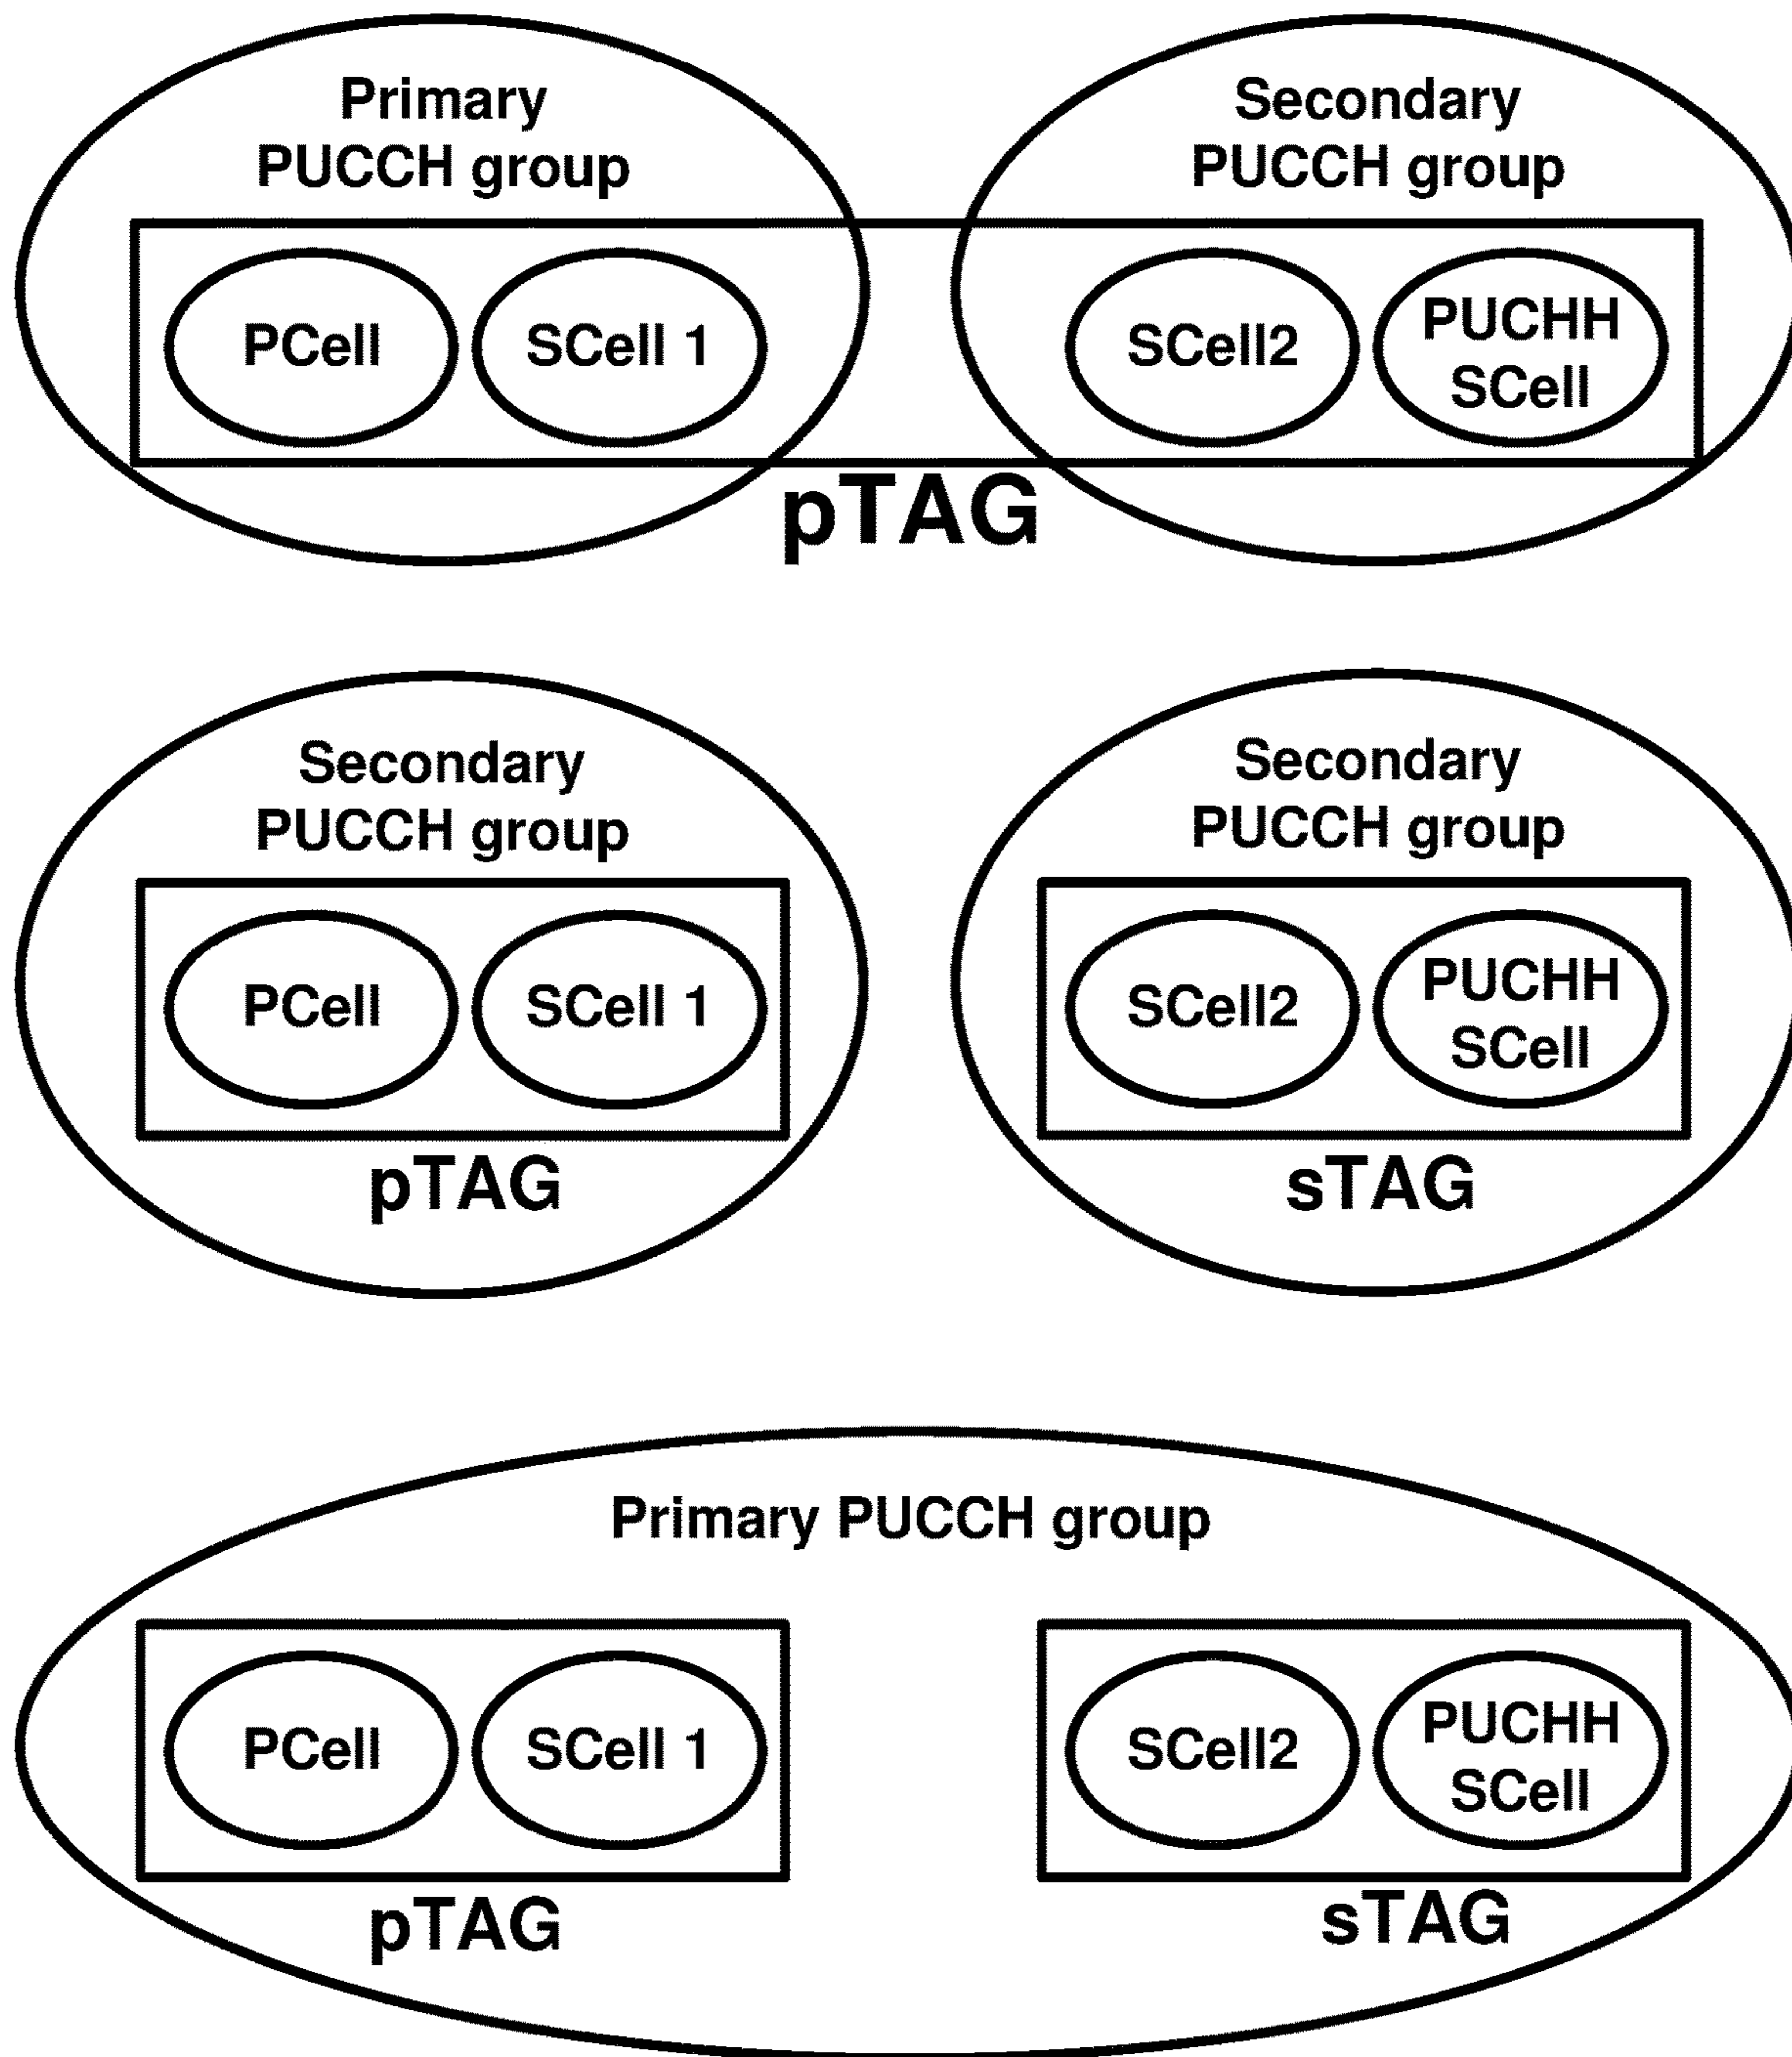 Primary
PUCCH group
Secondary
PUCCH group
PCell
SCell 1
SCell2
PUCHH
SCell
pTAG
Secondary
PUCCH group
Secondary
PUCCH group
PCell
SCell 1
SCell2
PUCHH
SCell
pTAG
sTAG
Primary PUCCH group
PCell
SCell 1
SCell2
PUCHH
SCell
pTAG
sTAG